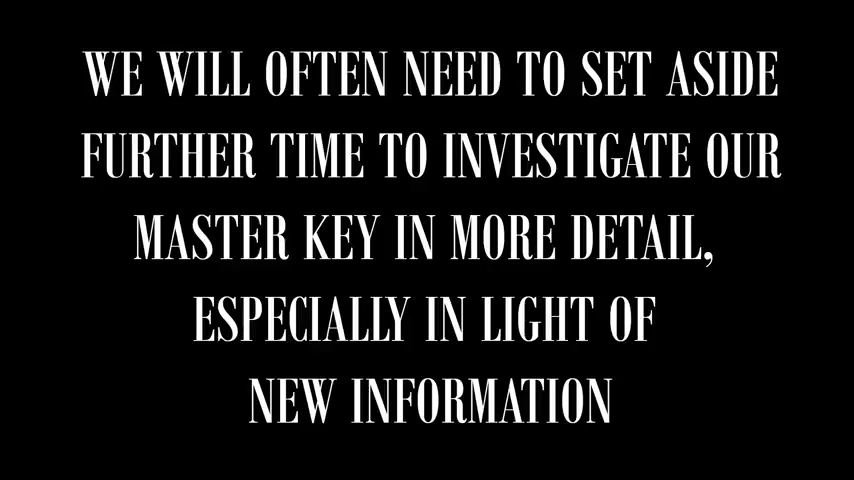 WE WILL OFTEN NEED TO SET ASIDE
FURTHER TIME TO INVESTIGATE OUR
MASTER KEY IN MORE DETAIL,
ESPECIALLY IN LIGHT OF
NEW INFORMATION